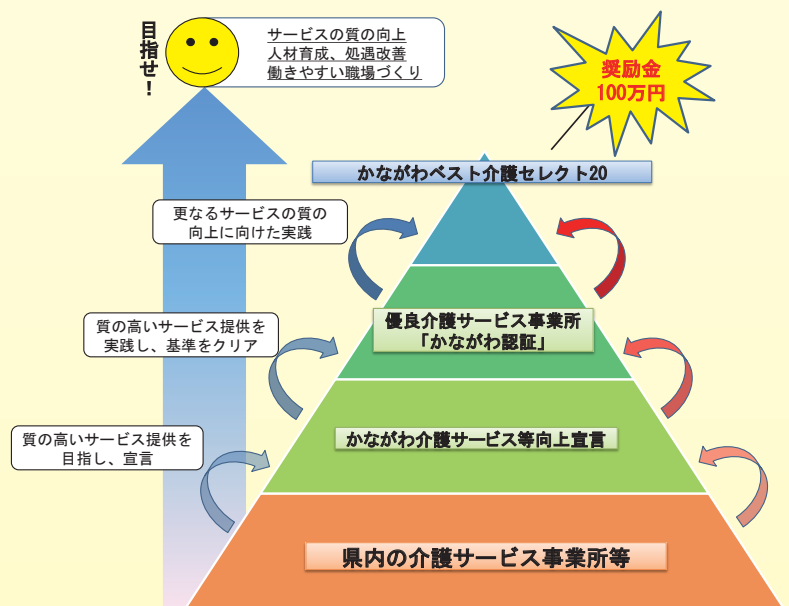 目指せ！
サービスの質の向上
人材育成、処遇改善
働きやすい職場づくり
奨励金
100万円
かながわベスト介護セレクト20
更なるサービスの質の
向上に向けた実践
優良介護サービス事業所
「かながわ認証」
質の高いサービス提供を
実践し、基準をクリア
かながわ介護サービス等向上宣言
質の高いサービス提供を
目指し、宣言
県内の介護サービス事業所等